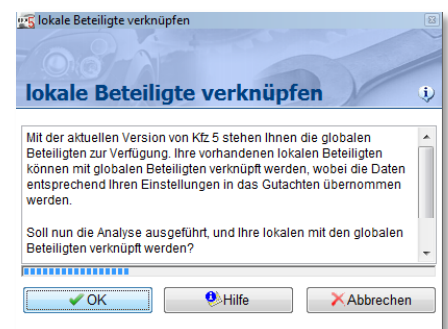 lokale Beteiligte verknüpfen
lokale Beteiligte verknüpfen
Mit der aktuellen Version von Kfz 5 stehen Ihnen die globalen
Beteiligten zur Verfügung. Ihre vorhandenen lokalen Beteiligten
können mit globalen Beteiligten verknüpft werden, wobei die Daten
entsprechend Ihren Einstellungen in das Gutachten übernommen
werden.
Soll nun die Analyse ausgeführt, und Ihre lokalen mit den globalen
Beteiligten verknüpft werden?
OK Hilfe Abbrechen